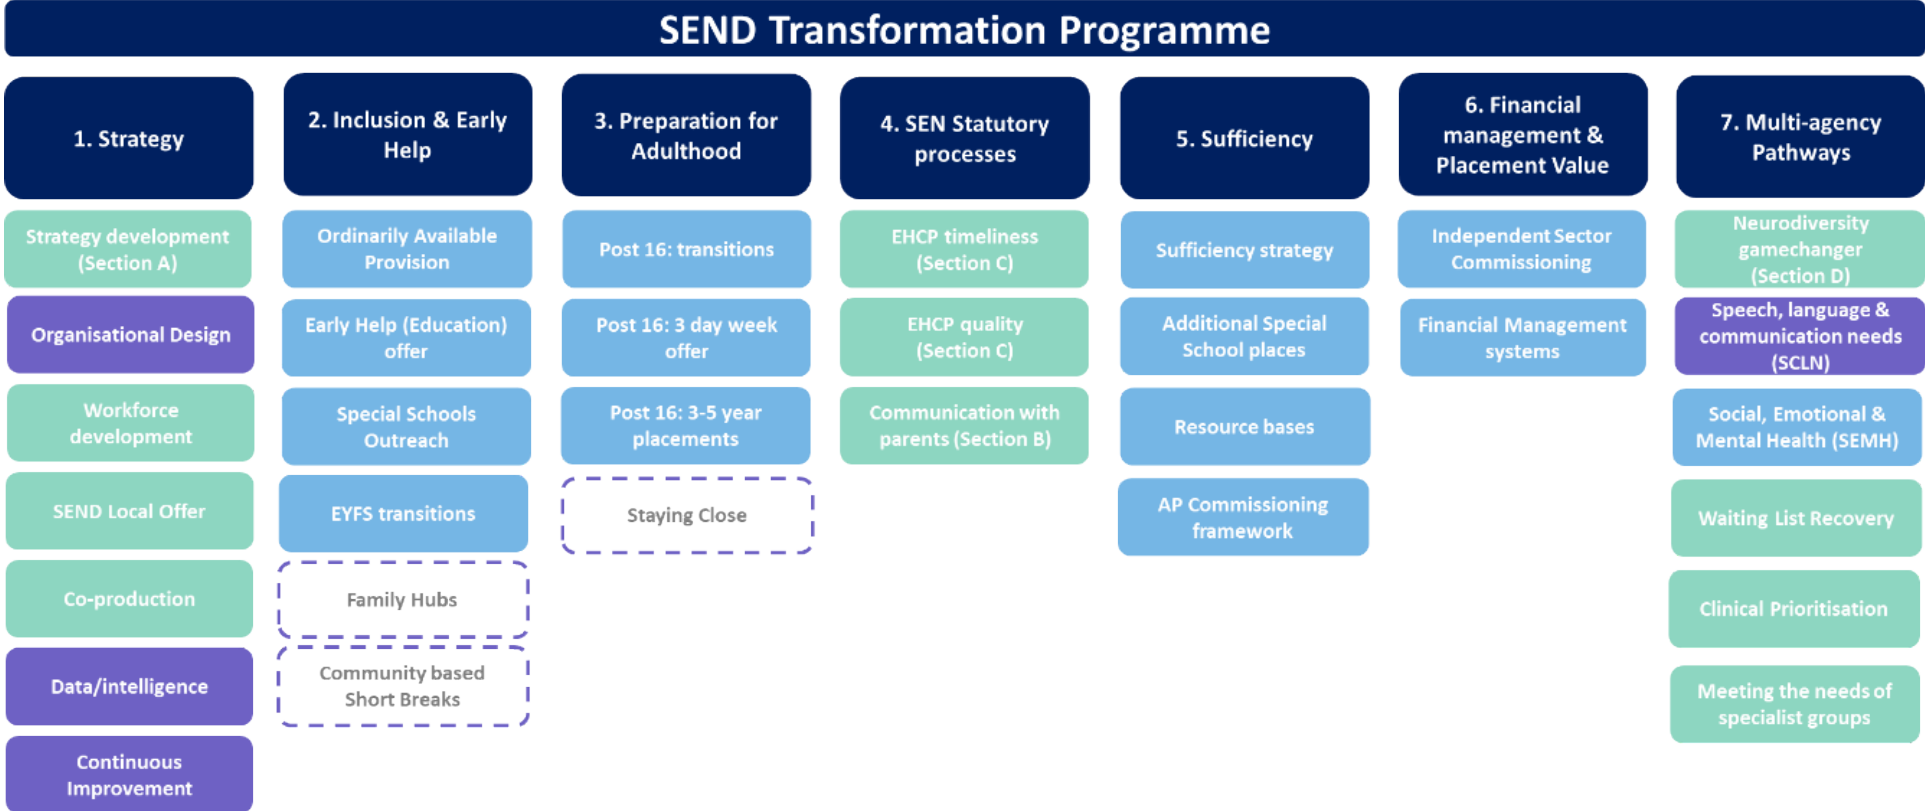 SEND Transformation Programme
1. Strategy
Strategy development
(Section A)
Organisational Design
Workforce
development
SEND Local Offer
Co-production
Data/intelligence
Continuous
Improvement
2. Inclusion & Early
Help
Ordinarily Available
Provision
Early Help (Education)
offer
Special Schools
Outreach
EYFS transitions
Family Hubs
Community based
Short Breaks
3. Preparation for
Adulthood
Post 16: transitions
Post 16: 3 day week
offer
Post 16: 3-5 year
placements
Staying Close
4. SEN Statutory
processes
EHCP timeliness
(Section C)
EHCP quality
(Section C)
Communication with
parents (Section B)
5. Sufficiency
Sufficiency strategy
Additional Special
School places
Resource bases
AP Commissioning
framework
6. Financial
management &
Placement Value
Independent Sector
Commissioning
Financial Management
systems
7. Multi-agency
Pathways
Neurodiversity
gamechanger
(Section D)
Speech, language &
communication needs
(SCLN)
Social, Emotional &
Mental Health (SEMH)
Waiting List Recovery
Clinical Prioritisation
Meeting the needs of
specialist groups